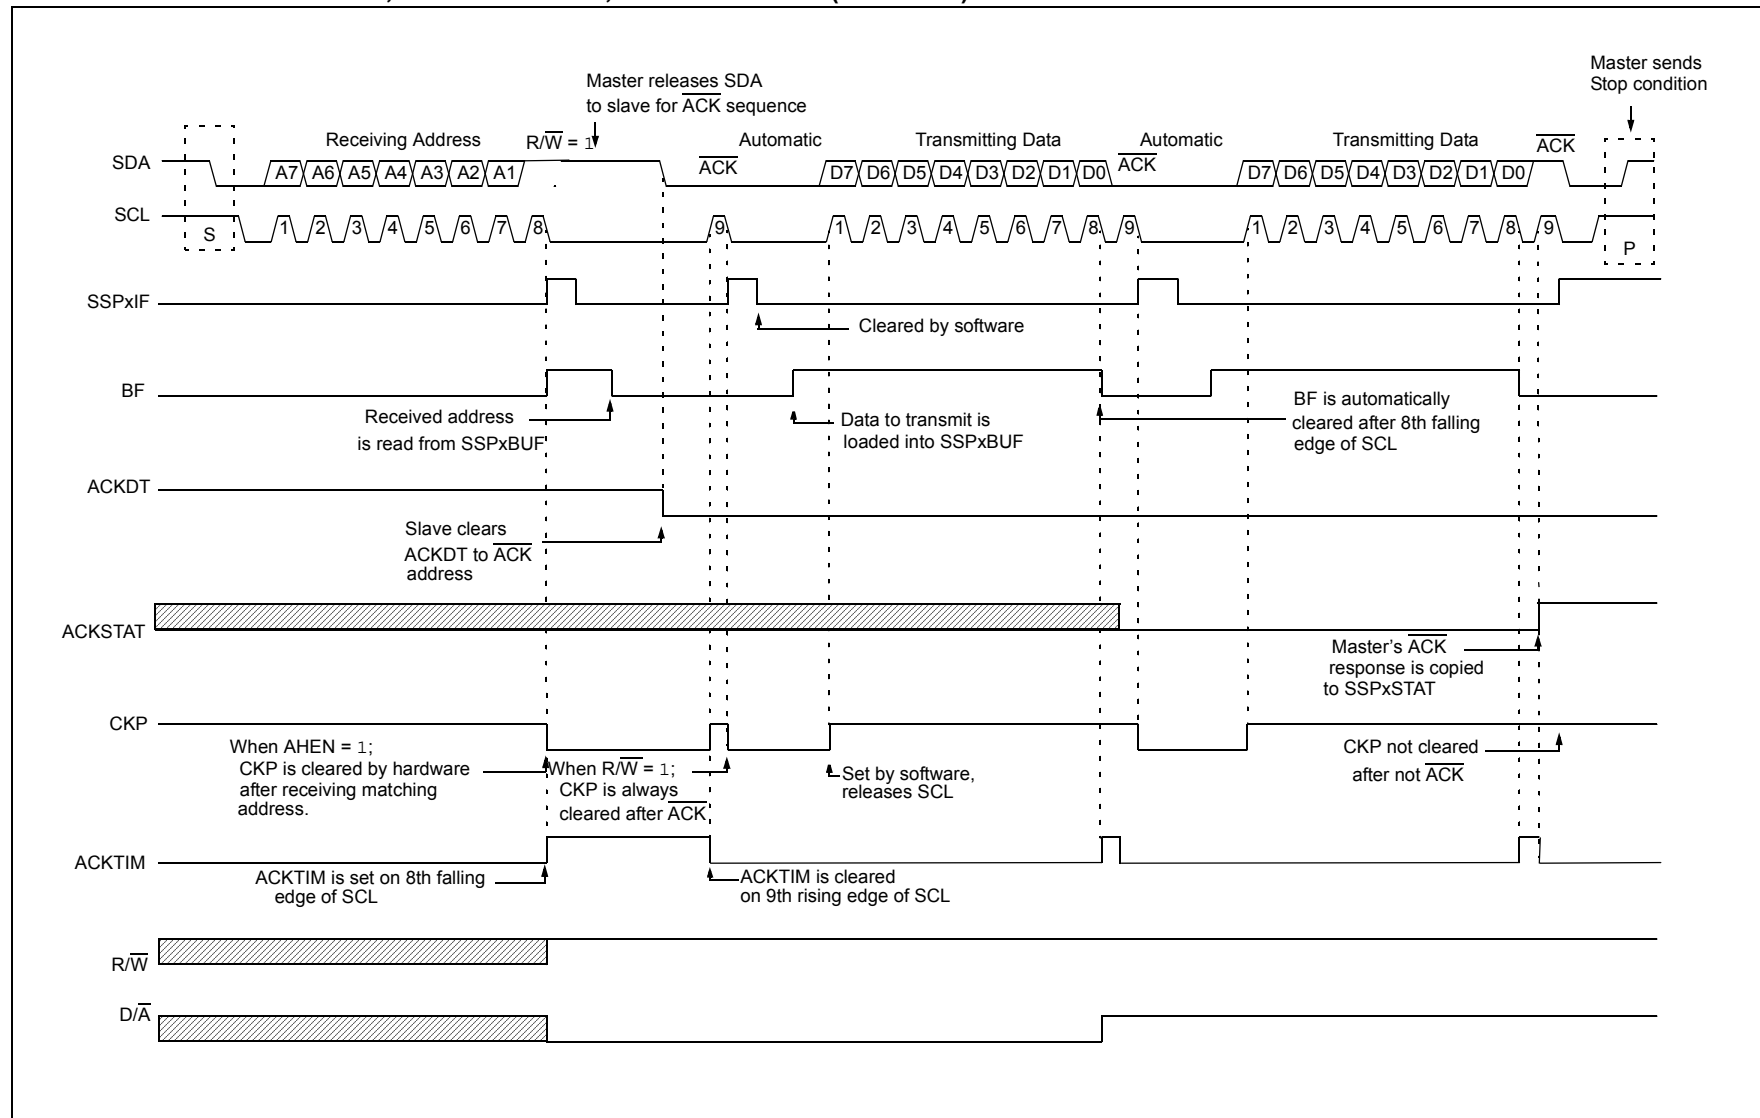 Master sends
Stop condition
Master releases SDA
to slave for ACK sequence
Receiving Address R/W = 1 Automatic Transmitting Data Automatic Transmitting Data ACK
SDA A7 A6 A5 A4 A3 A2 A1 ACK D7 D6 D5 D4 D3 D2 D1 D0 ACK D7 D6 D5 D4 D3 D2 D1 D0
SCL S 1 2 3 4 5 6 7 8 9 1 2 3 4 5 6 7 8 9 1 2 3 4 5 6 7 8 9 P
SSPxIF
Cleared by software
BF
Received address
is read from SSPxBUF
Data to transmit is
loaded into SSPxBUF
BF is automatically
cleared after 8th falling
edge of SCL
ACKDT
Slave clears
ACKDT to ACK
address
ACKSTAT
Master's ACK
response is copied
to SSPxSTAT
CKP
When AHEN = 1;
CKP is cleared by hardware
after receiving matching
address.
When R/W = 1;
CKP is always
cleared after ACK
Set by software,
releases SCL
CKP not cleared
after not ACK
ACKTIM
ACKTIM is set on 8th falling
edge of SCL
ACKTIM is cleared
on 9th rising edge of SCL
R/W
D/A